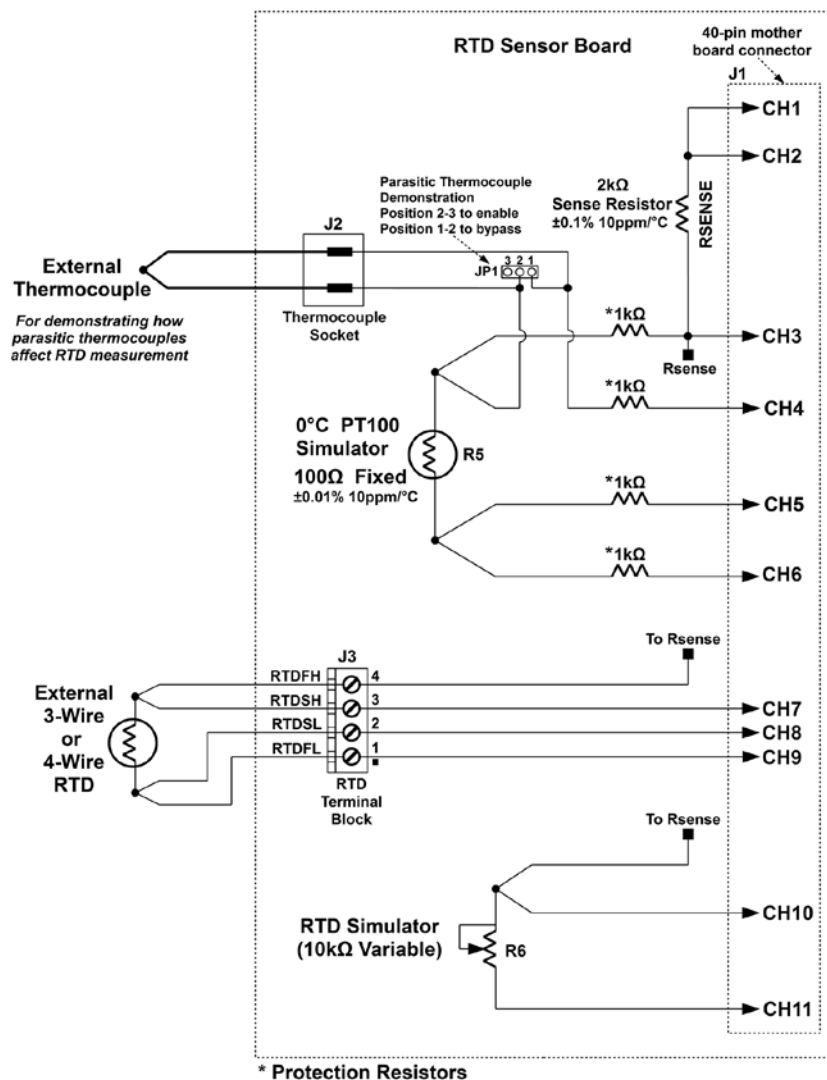 RTD Sensor Board
40-pin mother
board connector
J1
CH1
CH2
2kΩ
Sense Resistor
±0.1% 10ppm/°C
RSENSE
Parasitic Thermocouple
Demonstration
Position 2-3 to enable
Position 1-2 to bypass
J2
JP1
3 2 1
External
Thermocouple
For demonstrating how
parasitic thermocouples
affect RTD measurement
Thermocouple
Socket
*1kΩ
CH3
Rsense
*1kΩ
CH4
0°C PT100
Simulator
100Ω Fixed
±0.01% 10ppm/°C
R5
*1kΩ
CH5
*1kΩ
CH6
To Rsense
J3
External
3-Wire
or
4-Wire
RTD
RTDFH
4
RTDSH
3
CH7
RTDSL
2
CH8
RTDFL
1
CH9
RTD
Terminal
Block
To Rsense
CH10
RTD Simulator
(10kΩ Variable)
R6
CH11
* Protection Resistors